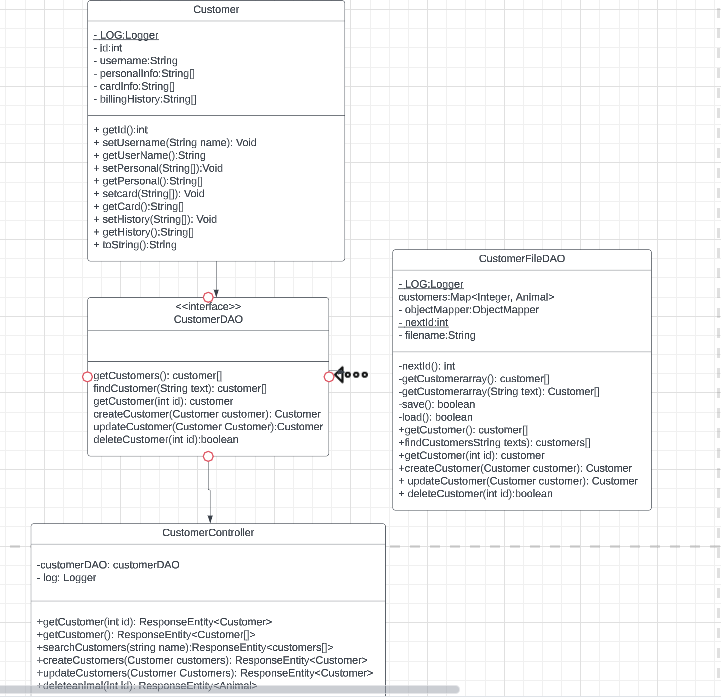 Customer
- LOG:Logger
- id:int
- username:String
- personalInfo:String[]
- cardInfo:String[]
- billingHistory:String[]
+ getId():int
+ setUsername(String name): Void
+ getUserName():String
+ setPersonal(String[]):Void
+ getPersonal():String[]
+ setcard(String[]): Void
+ getCard():String[]
+ setHistory(String[]): Void
+ getHistory():String[]
+ toString():String
<<interface>>
CustomerDAO
getCustomers(): customer[]
findCustomer(String text): customer[]
getCustomer(int id): customer
createCustomer(Customer customer): Customer
updateCustomer(Customer customer):Customer
deleteCustomer(int id):boolean
CustomerFileDAO
- LOG:Logger
customers:Map<Integer, Animal>
- objectMapper:ObjectMapper
- nextId:int
- filename:String
-nextId(): int
-getCustomerarray(): customer[]
-getCustomerarray(String text): Customer[]
-save(): boolean
-load(): boolean
+getCustomer(): customer[]
+findCustomersString texts): customers[]
+getCustomer(int id): customer
+createCustomer(Customer customer): Customer
+ updateCustomer(Customer customer): Customer
+ deleteCustomer(int id):boolean
CustomerController
-customerDAO: customerDAO
- log: Logger
+getCustomer(int id): ResponseEntity<Customer>
+getCustomer(): ResponseEntity<Customer[]>
+searchCustomers(string name):ResponseEntity<customers[]>
+createCustomers(Customer customers): ResponseEntity<Customer>
+updateCustomers(Customer Customers): ResponseEntity<Customer>
+deleteanimal(int id): ResponseEntity<Animal>